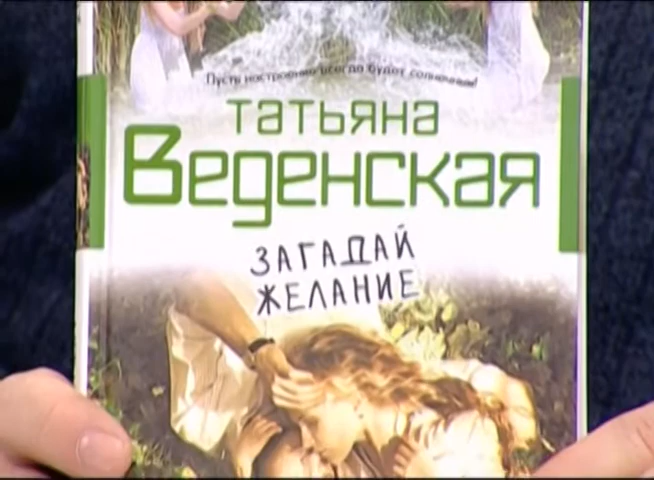 Пусть настроение всегда будет солнечным!
Татьяна
Веденская
ЗАГАДАЙ
ЖЕЛАНИЕ